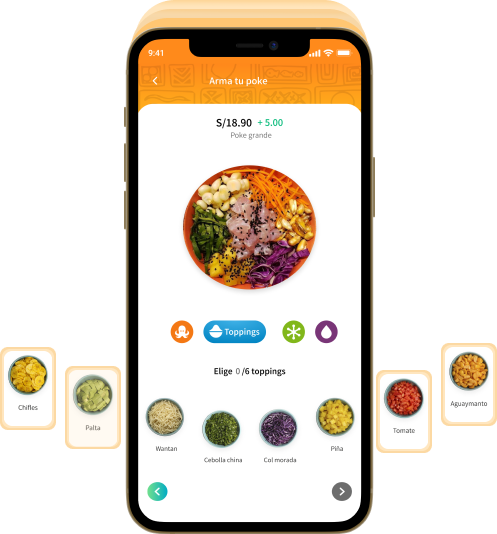 9:41
Arma tu poke
S/18.90 + 5.00
Poke grande
Toppings
Elige 0 /6 toppings
Chifles
Palta
Wantan
Cebolla china
Col morada
Piña
Tomate
Aguaymanto